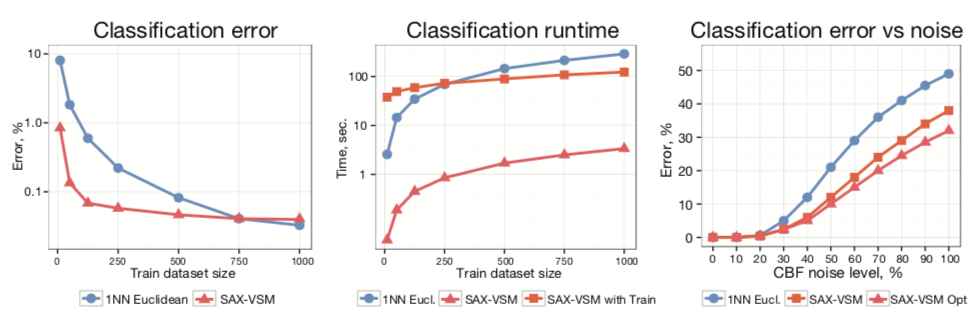 Classification error
Error, %
10
1.0
0.1
0 250 500 750 1000
Train dataset size
1NN Euclidean SAX-VSM
Classification runtime
Time, sec.
100
10
1
0 250 500 750 1000
Train dataset size
1NN Eucl. SAX-VSM SAX-VSM with Train
Classification error vs noise
Error, %
50
40
30
20
10
0
0 10 20 30 40 50 60 70 80 90 100
CBF noise level, %
1NN Eucl. SAX-VSM SAX-VSM Opt